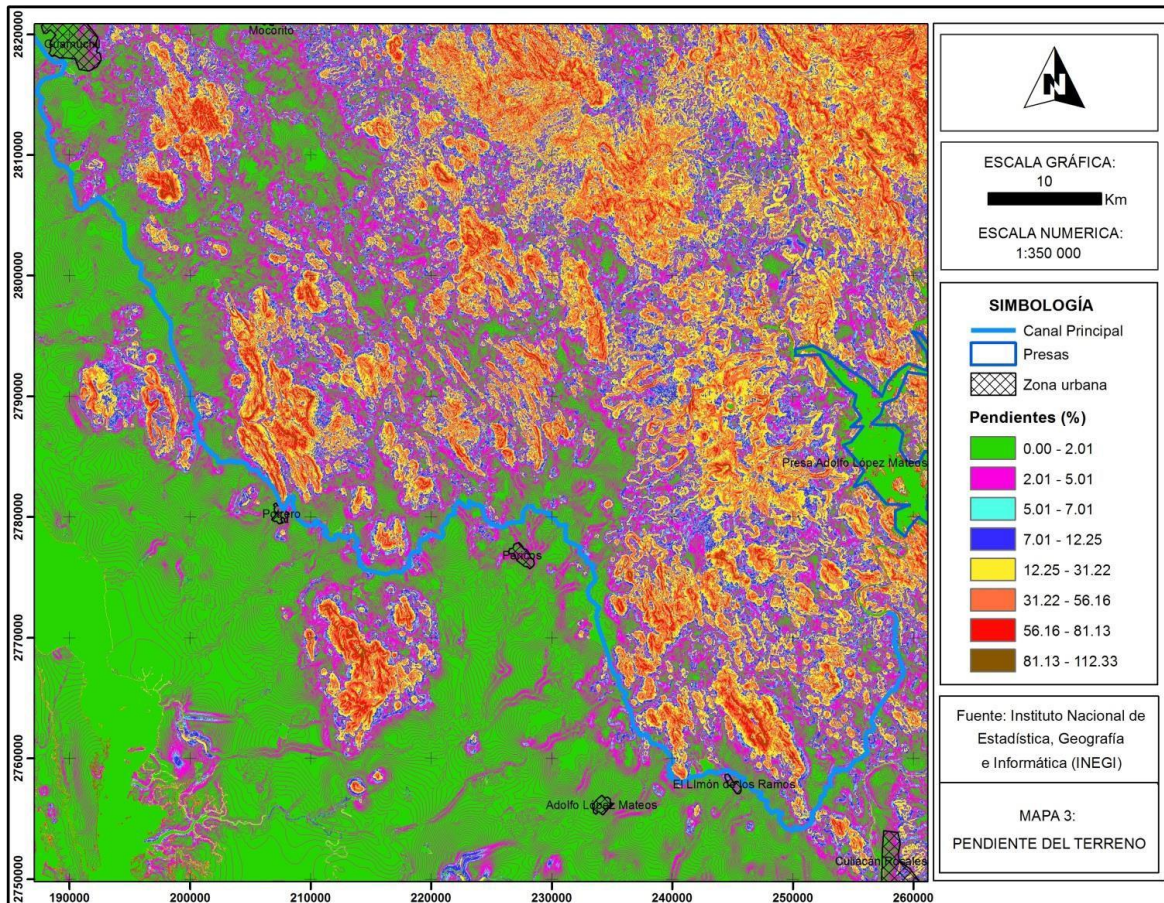 Guamúchil
Mocorito
Presa Adolfo López Mateos
Potrero
Pericos
El Limón de los Ramos
Adolfo López Mateos
Culiacán Rosales
2820000
2810000
2800000
2790000
2780000
2770000
2760000
2750000
190000
200000
210000
220000
230000
240000
250000
260000
N
ESCALA GRÁFICA:
10
Km
ESCALA NUMERICA:
1:350 000
SIMBOLOGÍA
Canal Principal
Presas
Zona urbana
Pendientes (%)
0.00 - 2.01
2.01 - 5.01
5.01 - 7.01
7.01 - 12.25
12.25 - 31.22
31.22 - 56.16
56.16 - 81.13
81.13 - 112.33
Fuente: Instituto Nacional de
Estadística, Geografía
e Informática (INEGI)
MAPA 3:
PENDIENTE DEL TERRENO